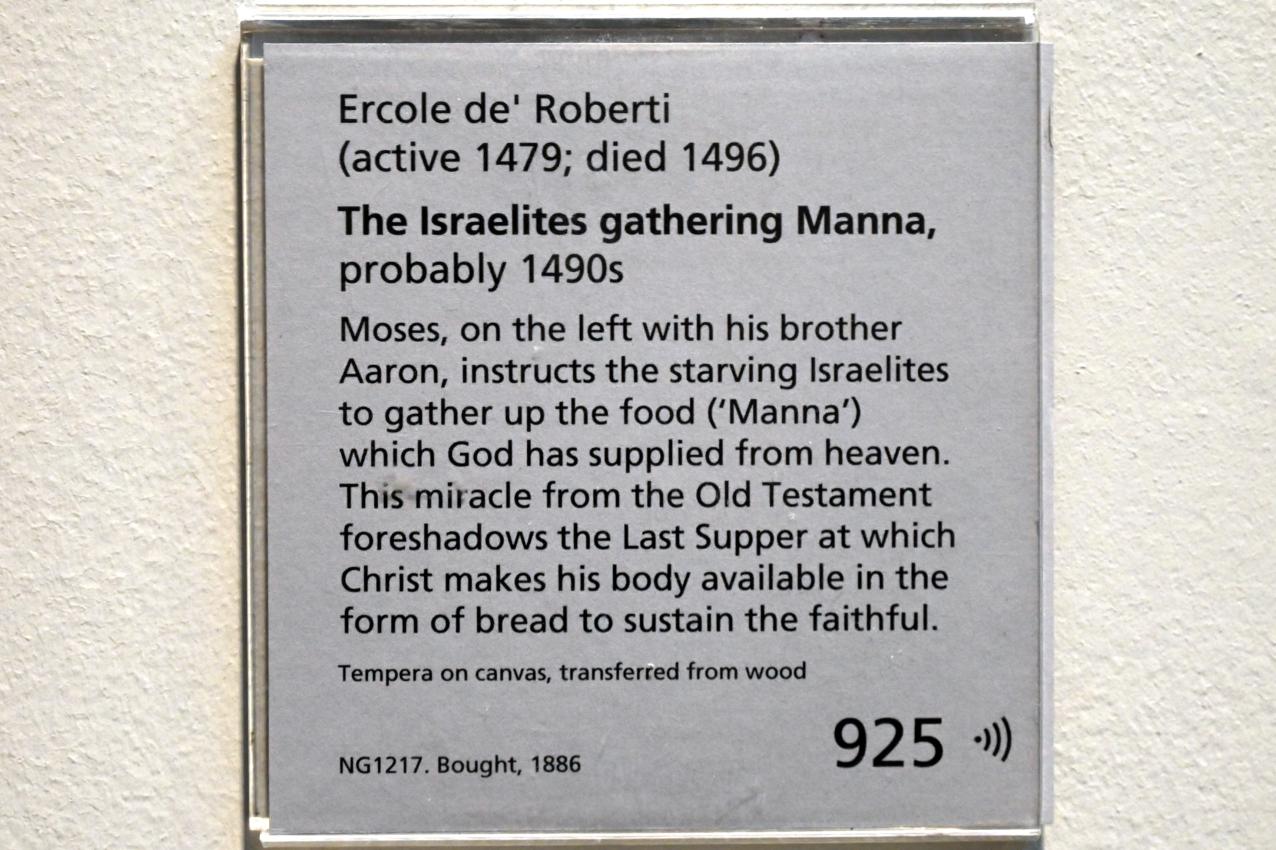 Ercole de' Roberti
(active 1479; died 1496)
The Israelites gathering Manna,
probably 1490s
Moses, on the left with his brother
Aaron, instructs the starving Israelites
to gather up the food (‘Manna’)
which God has supplied from heaven.
This miracle from the Old Testament
foreshadows the Last Supper at which
Christ makes his body available in the
form of bread to sustain the faithful.
Tempera on canvas, transferred from wood
925
NG1217. Bought, 1886